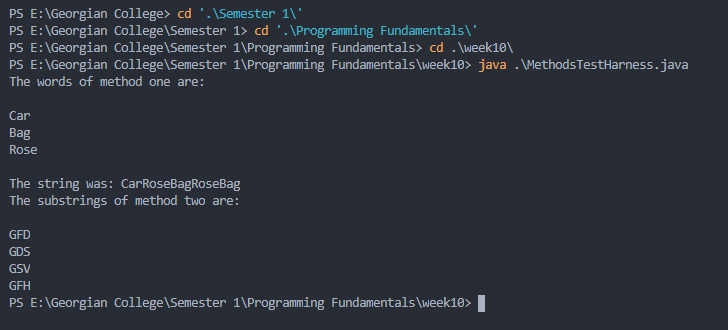 PS E:\Georgian College> cd '.\Semester 1\'
PS E:\Georgian College\Semester 1> cd '.\Programming Fundamentals\'
PS E:\Georgian College\Semester 1\Programming Fundamentals> cd .\week10\
PS E:\Georgian College\Semester 1\Programming Fundamentals\week10> java .\MethodsTestHarness.java
The words of method one are:
Car
Bag
Rose
The string was: CarRoseBagRoseBag
The substrings of method two are:
GFD
GDS
GSV
GFH
PS E:\Georgian College\Semester 1\Programming Fundamentals\week10>